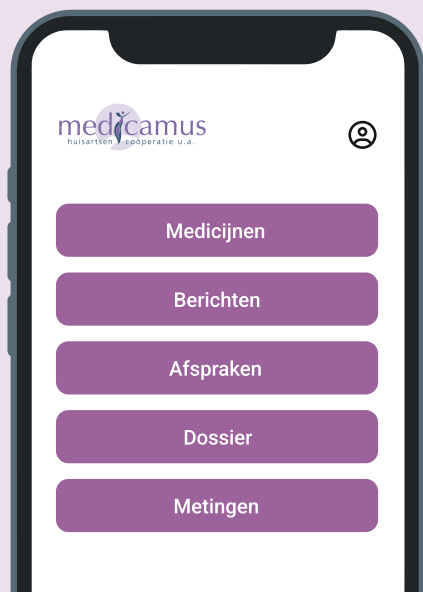 medicamus
huisartsen coöperatie u.a.
Medicijnen
Berichten
Afspraken
Dossier
Metingen